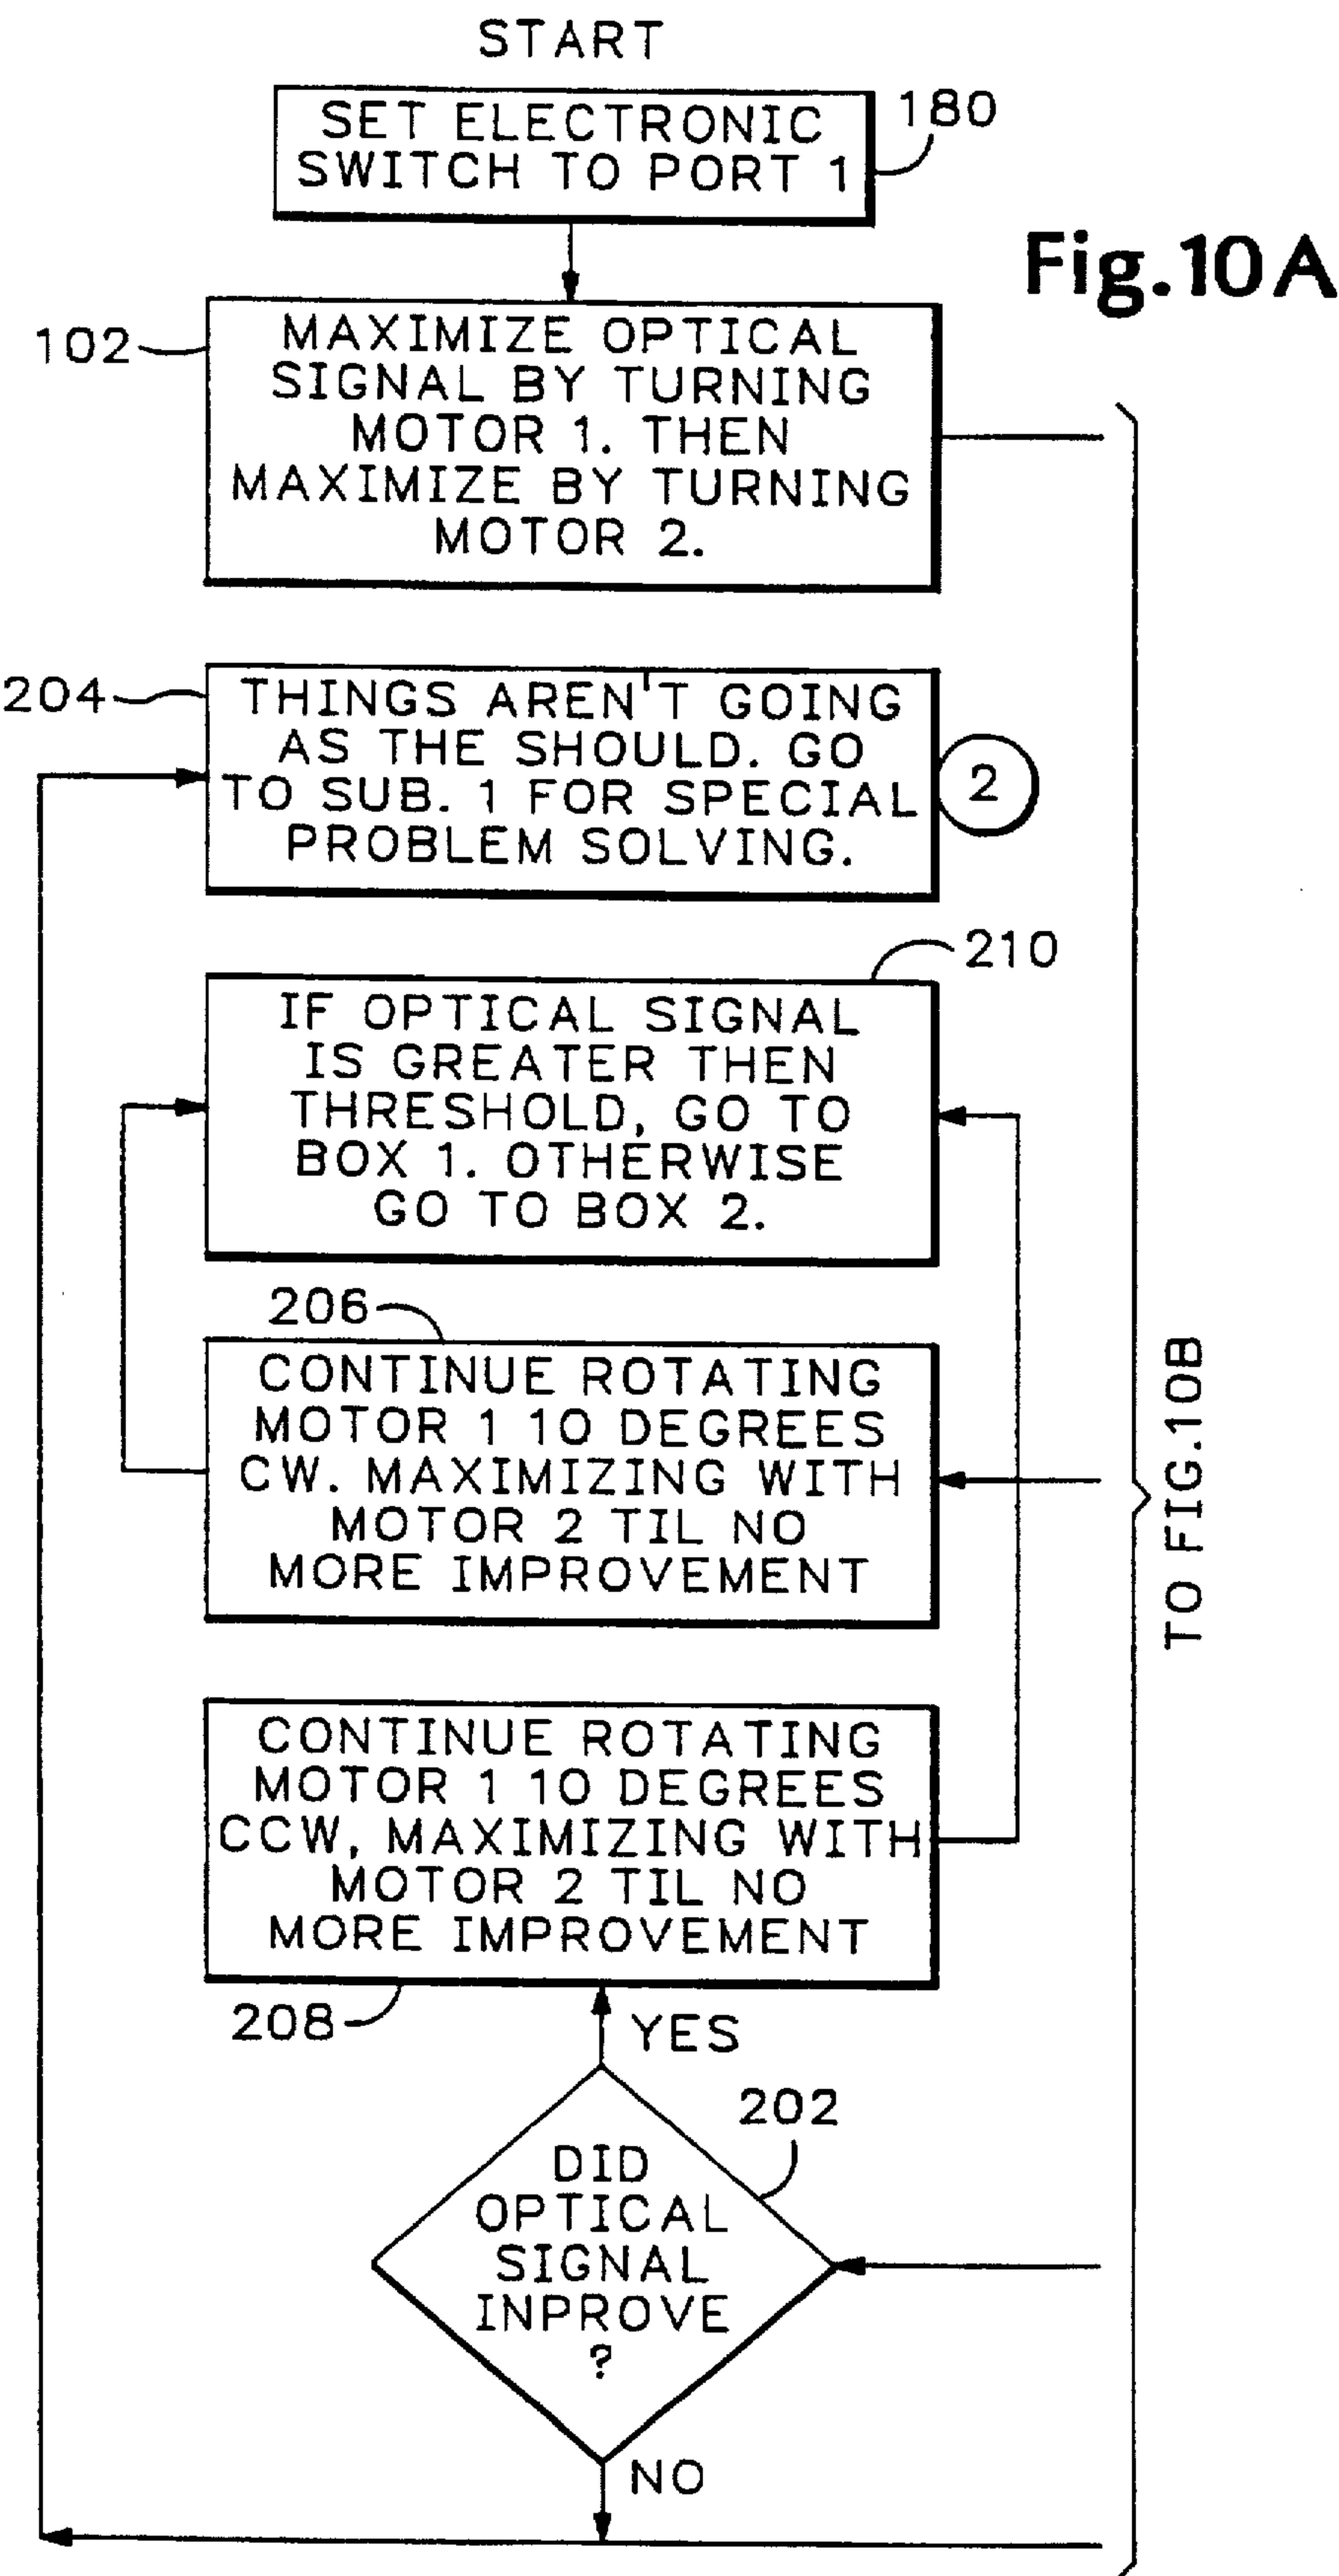 START
SET ELECTRONIC
SWITCH TO PORT 1
180
Fig.10A
102
MAXIMIZE OPTICAL
SIGNAL BY TURNING
MOTOR 1. THEN
MAXIMIZE BY TURNING
MOTOR 2.
204
THINGS AREN'T GOING
AS THE SHOULD. GO
TO SUB. 1 FOR SPECIAL
PROBLEM SOLVING.
2
210
IF OPTICAL SIGNAL
IS GREATER THEN
THRESHOLD, GO TO
BOX 1. OTHERWISE
GO TO BOX 2.
206
CONTINUE ROTATING
MOTOR 1 10 DEGREES
CW. MAXIMIZING WITH
MOTOR 2 TIL NO
MORE IMPROVEMENT
TO FIG.10B
CONTINUE ROTATING
MOTOR 1 10 DEGREES
CCW, MAXIMIZING WITH
MOTOR 2 TIL NO
MORE IMPROVEMENT
208
YES
202
DID
OPTICAL
SIGNAL
INPROVE
?
NO